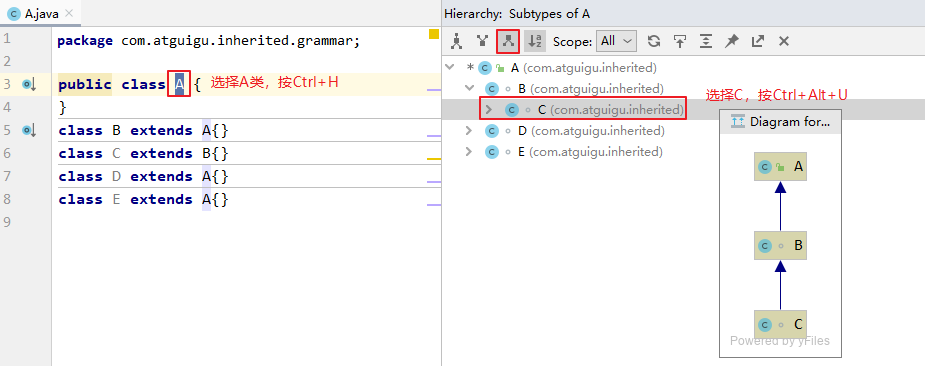 A.java
1 package com.atguigu.inherited.grammar;
2
3 public class A { 选择A类，按Ctrl+H
4 }
5 class B extends A{}
6 class C extends B{}
7 class D extends A{}
8 class E extends A{}
9
Hierarchy: Subtypes of A
Scope: All
* A (com.atguigu.inherited)
B (com.atguigu.inherited)
C (com.atguigu.inherited) 选择C，按Ctrl+Alt+U
D (com.atguigu.inherited)
E (com.atguigu.inherited)
Diagram for...
C A
C B
C C
Powered by yFiles